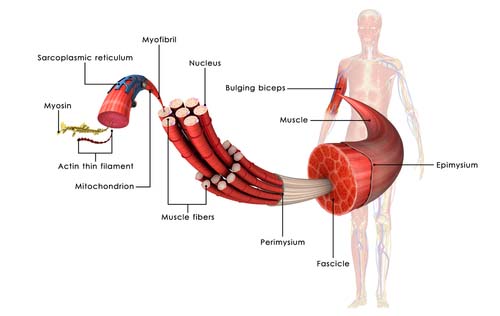 Myofibril
Sarcoplasmic reticulum
Nucleus
Bulging biceps
Myosin
Muscle
Actin thin filament
Epimysium
Mitochondrion
Muscle fibers
Perimysium
Fascicle